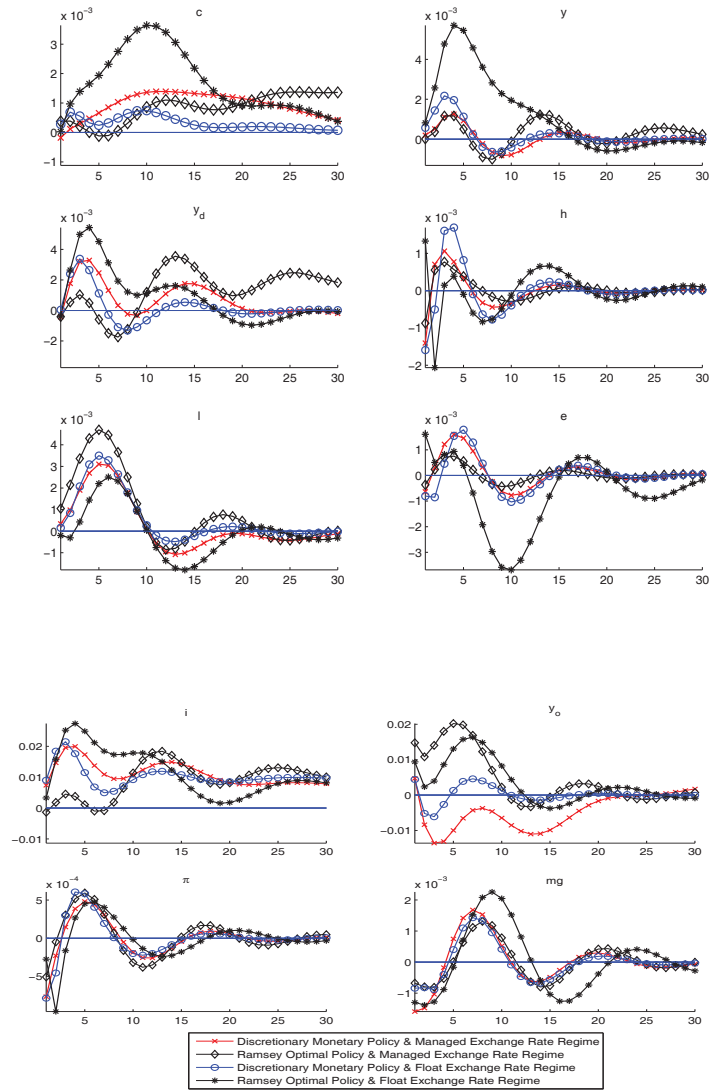 c
y
x 10⁻³
x 10⁻³
3
2
1
0
−1
4
2
0
5 10 15 20 25 30
5 10 15 20 25 30
y_d
h
x 10⁻³
x 10⁻³
4
2
0
−2
1
0
−1
−2
5 10 15 20 25 30
5 10 15 20 25 30
l
e
x 10⁻³
x 10⁻³
4
3
2
1
0
−1
1
0
−1
−2
−3
5 10 15 20 25 30
5 10 15 20 25 30
i
y_o
0.02
0.01
0
−0.01
0.02
0.01
0
−0.01
5 10 15 20 25 30
5 10 15 20 25 30
π
mg
x 10⁻⁴
x 10⁻³
5
0
−5
2
1
0
−1
5 10 15 20 25 30
5 10 15 20 25 30
Discretionary Monetary Policy & Managed Exchange Rate Regime
Ramsey Optimal Policy & Managed Exchange Rate Regime
Discretionary Monetary Policy & Float Exchange Rate Regime
Ramsey Optimal Policy & Float Exchange Rate Regime